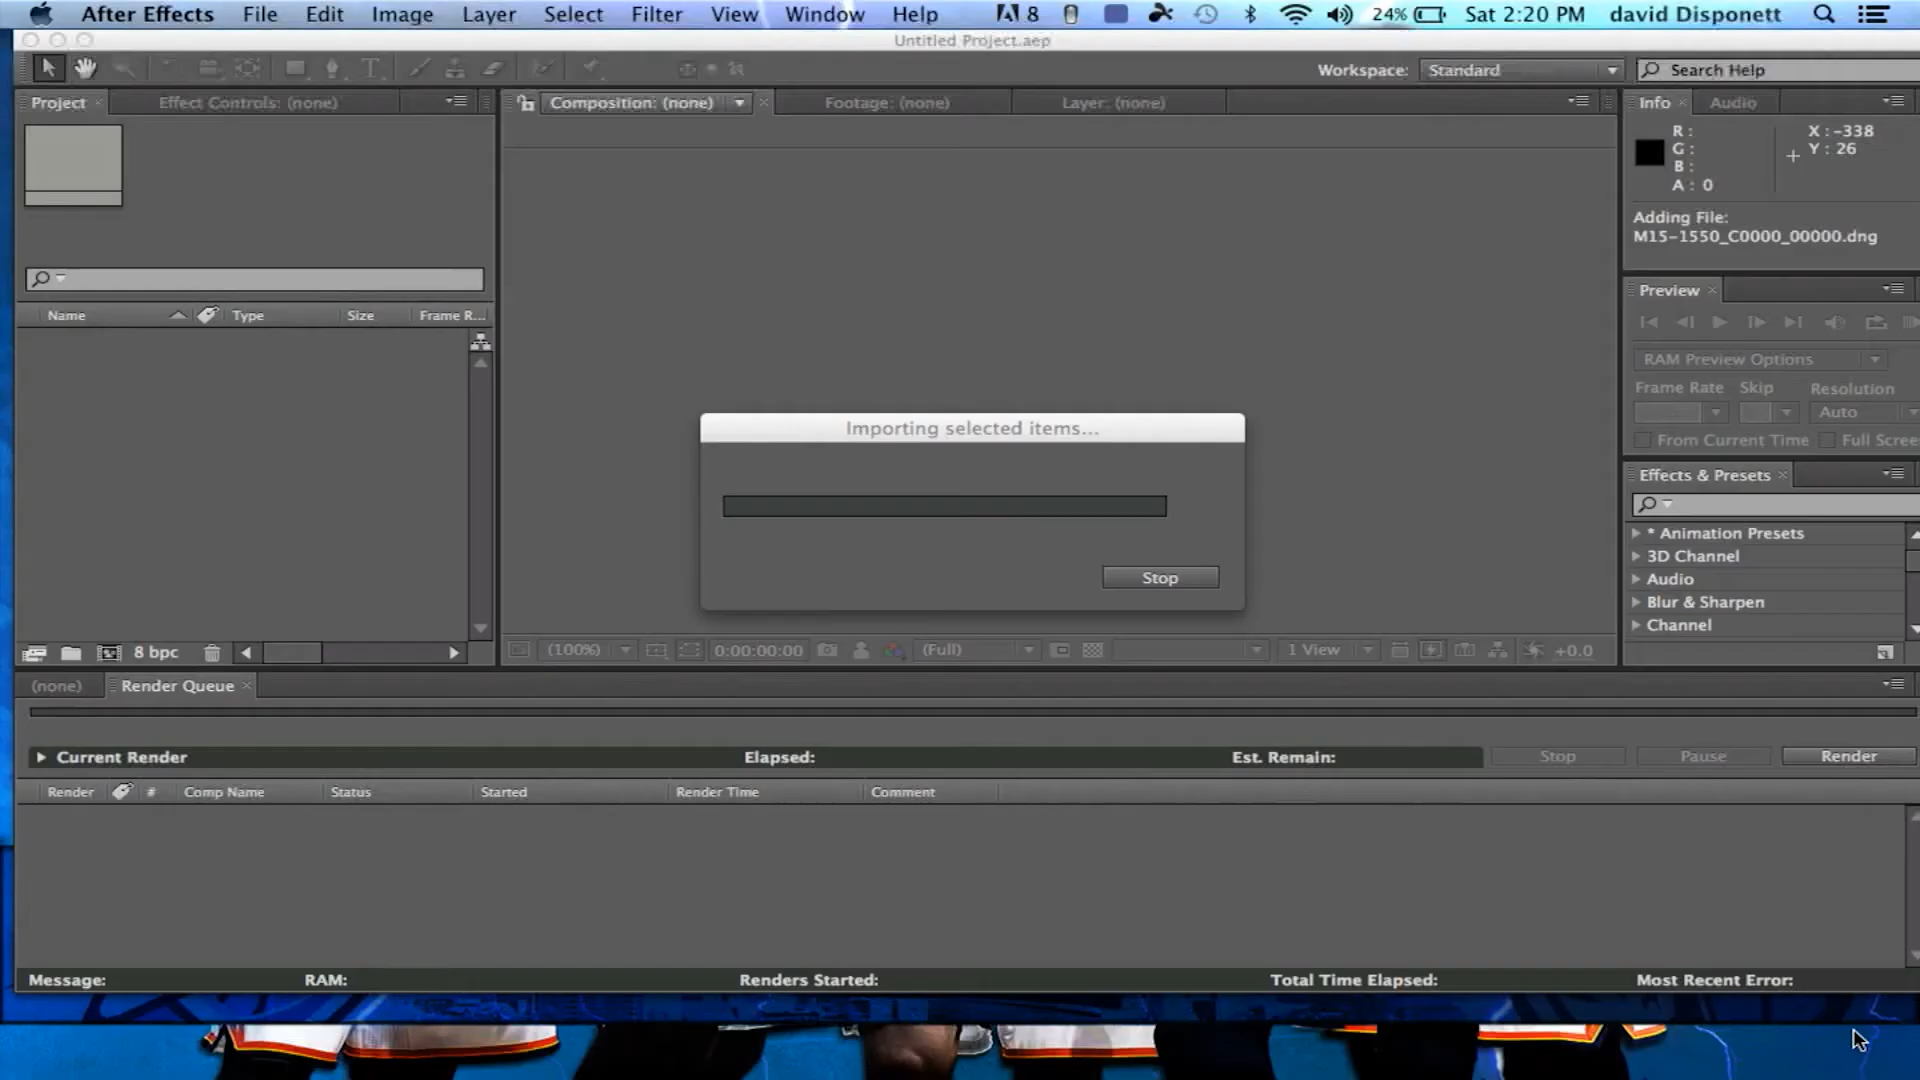 After Effects File Edit Image Layer Select Filter View Window Help 8 24% Sat 2:20 PM david Disponett
Untitled Project.aep
Workspace: Standard Search Help
Project Effect Controls: (none) Composition: (none) Footage: (none) Layer: (none) Info Audio
R : X : -338
G : Y : 26
B :
A : 0
Adding File:
M15-1550_C0000_00000.dng
Preview
Name Type Size Frame R...
RAM Preview Options
Frame Rate Skip Resolution
Auto
From Current Time Full Scree
Importing selected items...
Stop
Effects & Presets
* Animation Presets
3D Channel
Audio
Blur & Sharpen
Channel
8 bpc (100%) 0:00:00:00 (Full) 1 View +0.0
(none) Render Queue
Current Render Elapsed: Est. Remain: Stop Pause Render
Render # Comp Name Status Started Render Time Comment
Message: RAM: Renders Started: Total Time Elapsed: Most Recent Error: